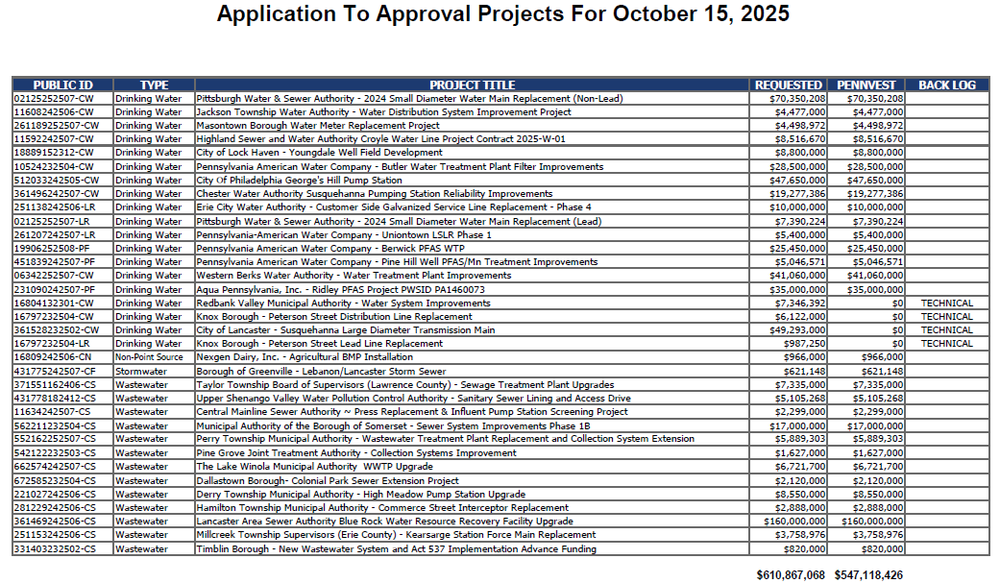 Application To Approval Projects For October 15, 2025
PUBLIC ID TYPE PROJECT TITLE REQUESTED PENNVEST BACK LOG
02125252507-CW Drinking Water Pittsburgh Water & Sewer Authority - 2024 Small Diameter Water Main Replacement (Non-Lead) $70,350,208 $70,350,208
11608242506-CW Drinking Water Jackson Township Water Authority - Water Distribution System Improvement Project $4,477,000 $4,477,000
261189252507-CW Drinking Water Masontown Borough Water Meter Replacement Project $4,498,972 $4,498,972
11592242507-CW Drinking Water Highland Sewer and Water Authority Croyle Water Line Project Contract 2025-W-01 $8,516,670 $8,516,670
18889152312-CW Drinking Water City of Lock Haven - Youngdale Well Field Development $8,800,000 $8,800,000
10524232504-CW Drinking Water Pennsylvania American Water Company - Butler Water Treatment Plant Filter Improvements $28,500,000 $28,500,000
512033242505-CW Drinking Water City Of Philadelphia George's Hill Pump Station $47,650,000 $47,650,000
361496242507-CW Drinking Water Chester Water Authority Susquehanna Pumping Station Reliability Improvements $19,277,386 $19,277,386
251138242506-LR Drinking Water Erie City Water Authority - Customer Side Galvanized Service Line Replacement - Phase 4 $10,000,000 $10,000,000
02125252507-LR Drinking Water Pittsburgh Water & Sewer Authority - 2024 Small Diameter Water Main Replacement (Lead) $7,390,224 $7,390,224
261207242507-LR Drinking Water Pennsylvania-American Water Company - Uniontown LSLR Phase 1 $5,400,000 $5,400,000
19906252508-PF Drinking Water Pennsylvania American Water Company - Berwick PFAS WTP $25,450,000 $25,450,000
451839242507-PF Drinking Water Pennsylvania American Water Company - Pine Hill Well PFAS/Mn Treatment Improvements $5,046,571 $5,046,571
06342252507-CW Drinking Water Western Berks Water Authority - Water Treatment Plant Improvements $41,060,000 $41,060,000
231090242507-PF Drinking Water Aqua Pennsylvania, Inc. - Ridley PFAS Project PWSID PA1460073 $35,000,000 $35,000,000
16804132301-CW Drinking Water Redbank Valley Municipal Authority - Water System Improvements $7,346,392 $0 TECHNICAL
16797232504-CW Drinking Water Knox Borough - Peterson Street Distribution Line Replacement $6,122,000 $0 TECHNICAL
361528232502-CW Drinking Water City of Lancaster - Susquehanna Large Diameter Transmission Main $49,293,000 $0 TECHNICAL
16797232504-LR Drinking Water Knox Borough - Peterson Street Lead Line Replacement $987,250 $0 TECHNICAL
16809242506-CN Non-Point Source Nexgen Dairy, Inc. - Agricultural BMP Installation $966,000 $966,000
431775242507-CF Stormwater Borough of Greenville - Lebanon/Lancaster Storm Sewer $621,148 $621,148
371551162406-CS Wastewater Taylor Township Board of Supervisors (Lawrence County) - Sewage Treatment Plant Upgrades $7,335,000 $7,335,000
431778182412-CS Wastewater Upper Shenango Valley Water Pollution Control Authority - Sanitary Sewer Lining and Access Drive $5,105,268 $5,105,268
11634242507-CS Wastewater Central Mainline Sewer Authority ~ Press Replacement & Influent Pump Station Screening Project $2,299,000 $2,299,000
562211232504-CS Wastewater Municipal Authority of the Borough of Somerset - Sewer System Improvements Phase 1B $17,000,000 $17,000,000
552162252507-CS Wastewater Perry Township Municipal Authority - Wastewater Treatment Plant Replacement and Collection System Extension $5,889,303 $5,889,303
542122232503-CS Wastewater Pine Grove Joint Treatment Authority - Collection Systems Improvement $1,627,000 $1,627,000
662574242507-CS Wastewater The Lake Winola Municipal Authority WWTP Upgrade $6,721,700 $6,721,700
672585232504-CS Wastewater Dallastown Borough- Colonial Park Sewer Extension Project $2,120,000 $2,120,000
221027242506-CS Wastewater Derry Township Municipal Authority - High Meadow Pump Station Upgrade $8,550,000 $8,550,000
281229242506-CS Wastewater Hamilton Township Municipal Authority - Commerce Street Interceptor Replacement $2,888,000 $2,888,000
361469242506-CS Wastewater Lancaster Area Sewer Authority Blue Rock Water Resource Recovery Facility Upgrade $160,000,000 $160,000,000
251153242506-CS Wastewater Millcreek Township Supervisors (Erie County) - Kearsarge Station Force Main Replacement $3,758,976 $3,758,976
331403232502-CS Wastewater Timblin Borough - New Wastewater System and Act 537 Implementation Advance Funding $820,000 $820,000
$610,867,068 $547,118,426